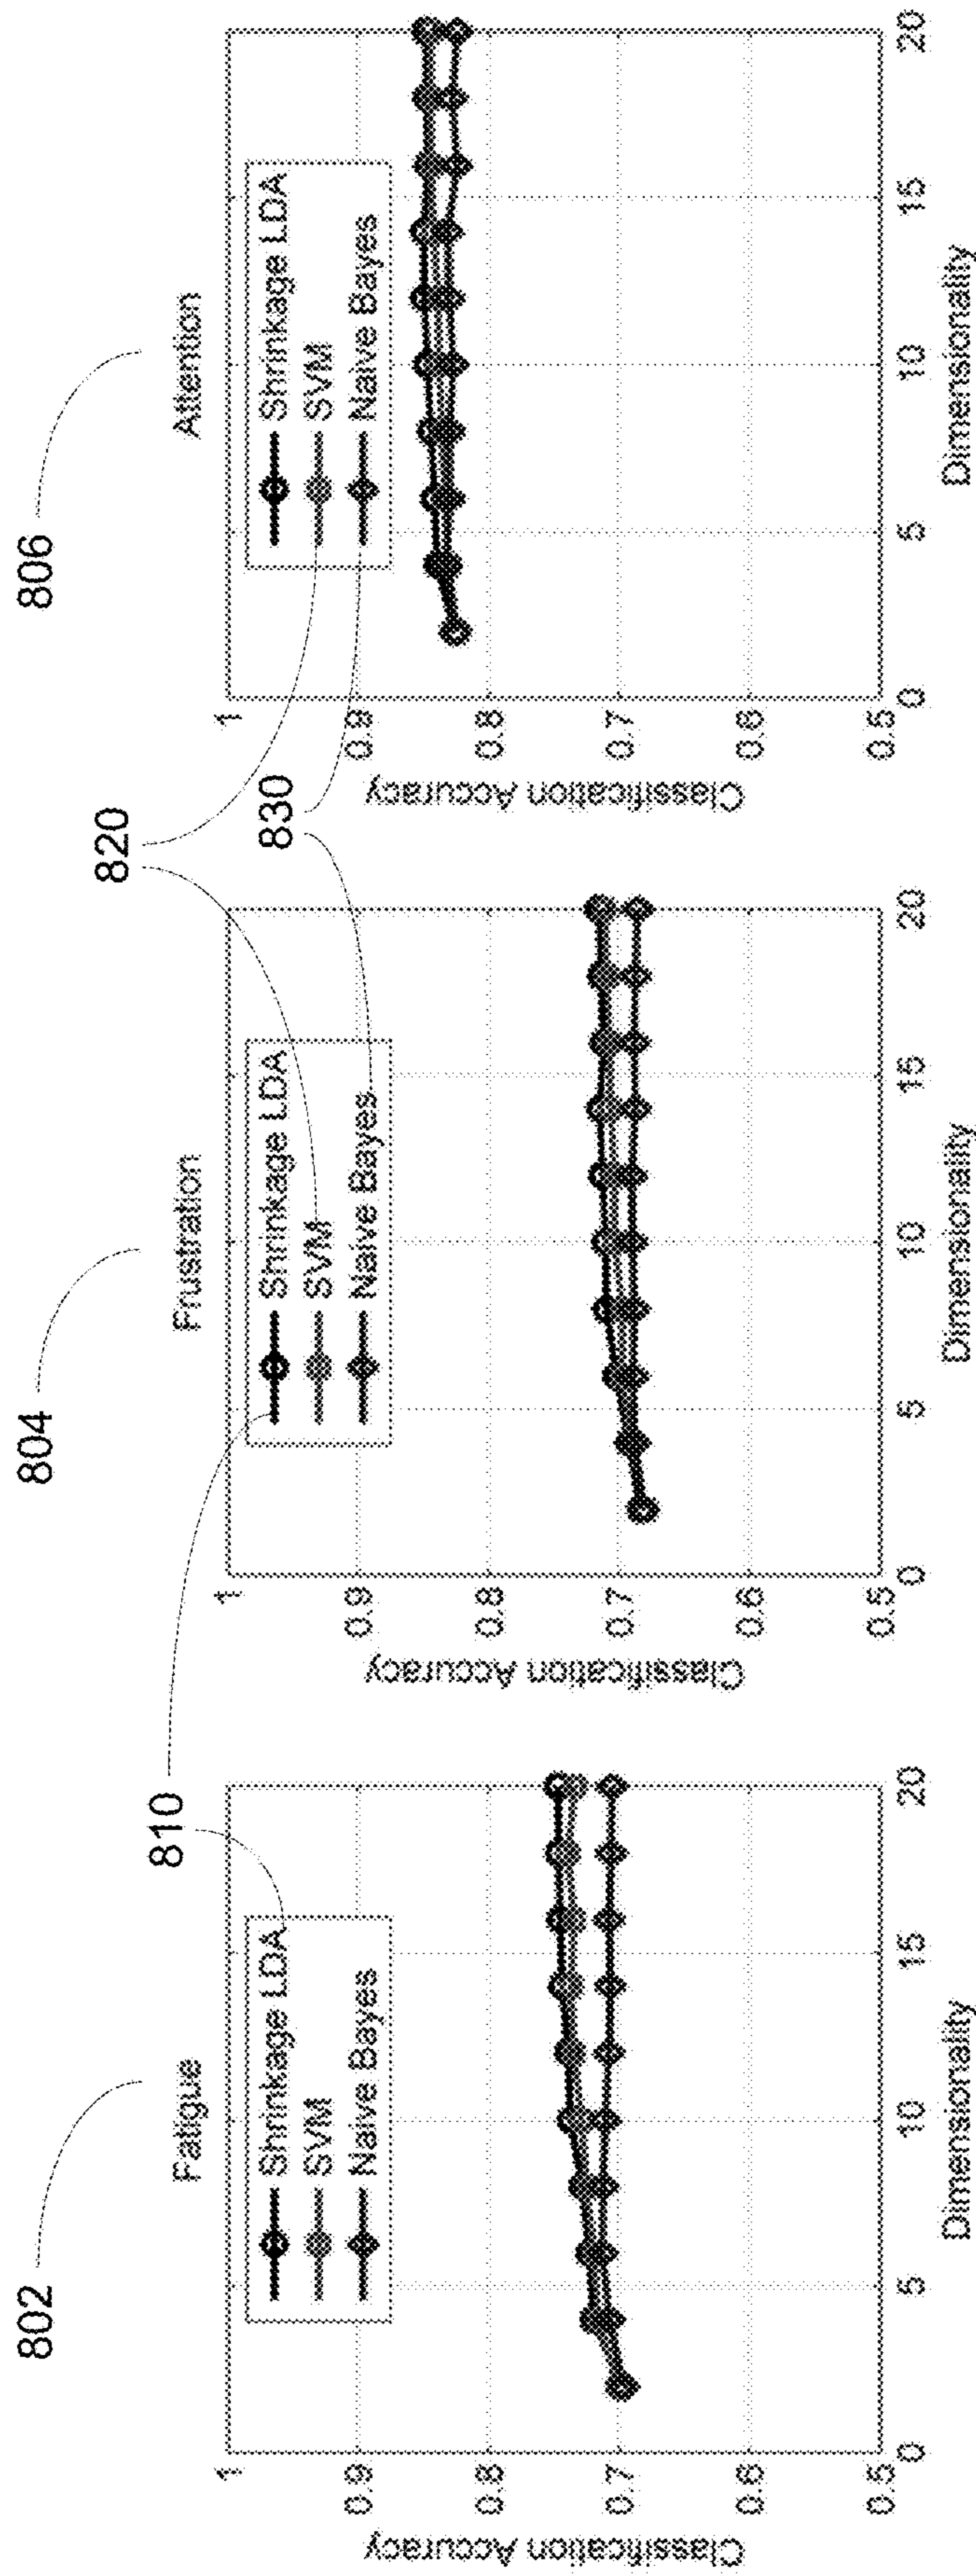 802
Fatigue
Classification Accuracy
1
0.9
0.8
0.7
0.6
0.5
0
5
10
15
20
Dimensionality
Shrinkage LDA
SVM
Naive Bayes
810
804
Frustration
Classification Accuracy
1
0.9
0.8
0.7
0.6
0.5
0
5
10
15
20
Dimensionality
Shrinkage LDA
SVM
Naive Bayes
820
830
806
Attention
Classification Accuracy
1
0.9
0.8
0.7
0.6
0.5
0
5
10
15
20
Dimensionality
Shrinkage LDA
SVM
Naive Bayes